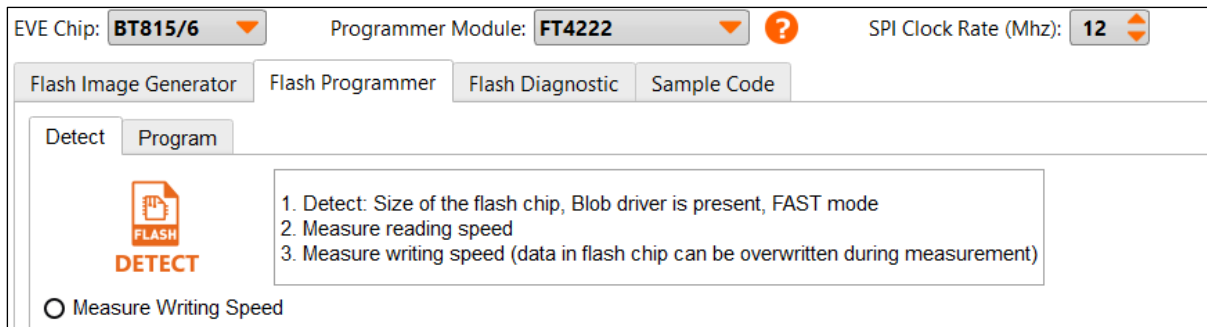 EVE Chip: BT815/6 Programmer Module: FT4222 ? SPI Clock Rate (Mhz): 12
Flash Image Generator Flash Programmer Flash Diagnostic Sample Code
Detect Program
1. Detect: Size of the flash chip, Blob driver is present, FAST mode
2. Measure reading speed
3. Measure writing speed (data in flash chip can be overwritten during measurement)
FLASH
DETECT
Measure Writing Speed